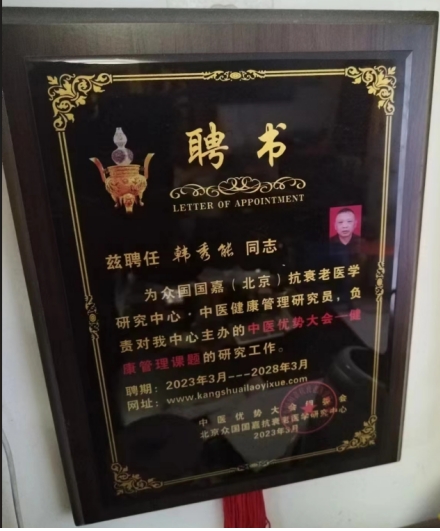 聘书
LETTER OF APPOINTMENT
兹聘任 韩秀能 同志
为众国国嘉（北京）抗衰老医学
研究中心·中医健康管理研究员，负
责对我中心主办的中医优势大会—健
康管理课题的研究工作。
聘期：2023年3月---2028年3月
网址：www.kangshuailaoyixue.com
中医优势大会组委会
北京众国国嘉抗衰老医学研究中心
2023年3月